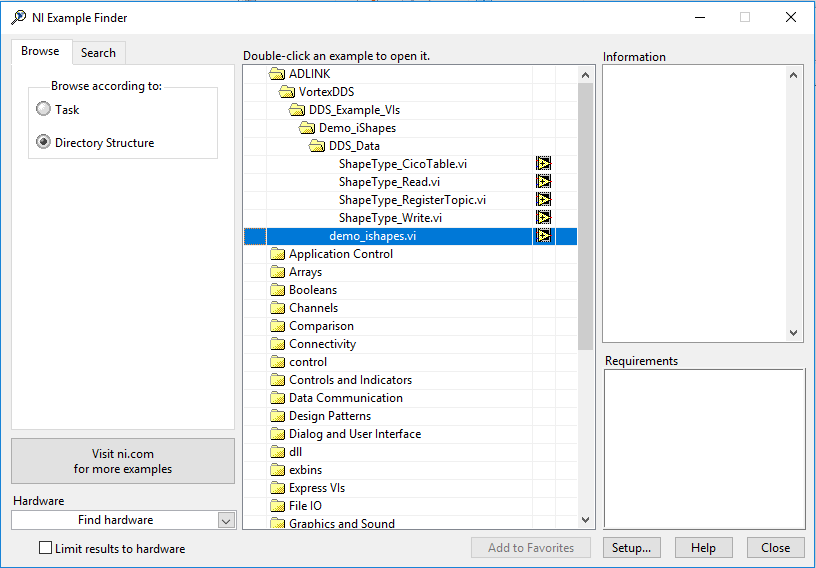 NI Example Finder
Browse
Search
Browse according to:
Task
Directory Structure
Visit ni.com
for more examples
Hardware
Find hardware
Limit results to hardware
Double-click an example to open it.
ADLINK
VortexDDS
DDS_Example_VIs
Demo_iShapes
DDS_Data
ShapeType_CicoTable.vi
ShapeType_Read.vi
ShapeType_RegisterTopic.vi
ShapeType_Write.vi
demo_ishapes.vi
Application Control
Arrays
Booleans
Channels
Comparison
Connectivity
control
Controls and Indicators
Data Communication
Design Patterns
Dialog and User Interface
dll
exbins
Express VIs
File IO
Graphics and Sound
Information
Requirements
Add to Favorites
Setup...
Help
Close